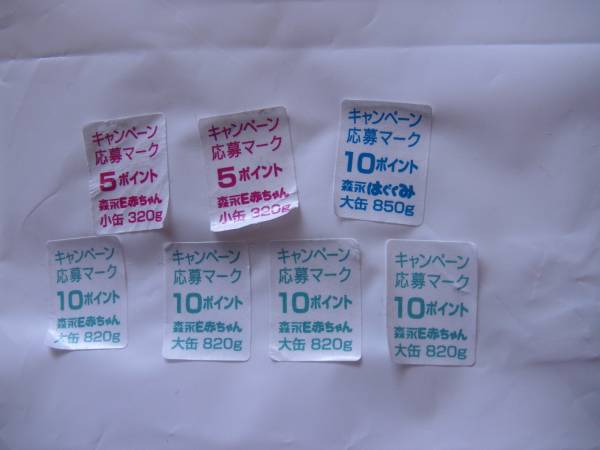 キャンペーン
応募マーク
5ポイント
森永E赤ちゃん
小缶 320g
キャンペーン
応募マーク
5ポイント
森永E赤ちゃん
小缶 320g
キャンペーン
応募マーク
10ポイント
森永はぐくみ
大缶 850g
キャンペーン
応募マーク
10ポイント
森永E赤ちゃん
大缶 820g
キャンペーン
応募マーク
10ポイント
森永E赤ちゃん
大缶 820g
キャンペーン
応募マーク
10ポイント
森永E赤ちゃん
大缶 820g
キャンペーン
応募マーク
10ポイント
森永E赤ちゃん
大缶 820g